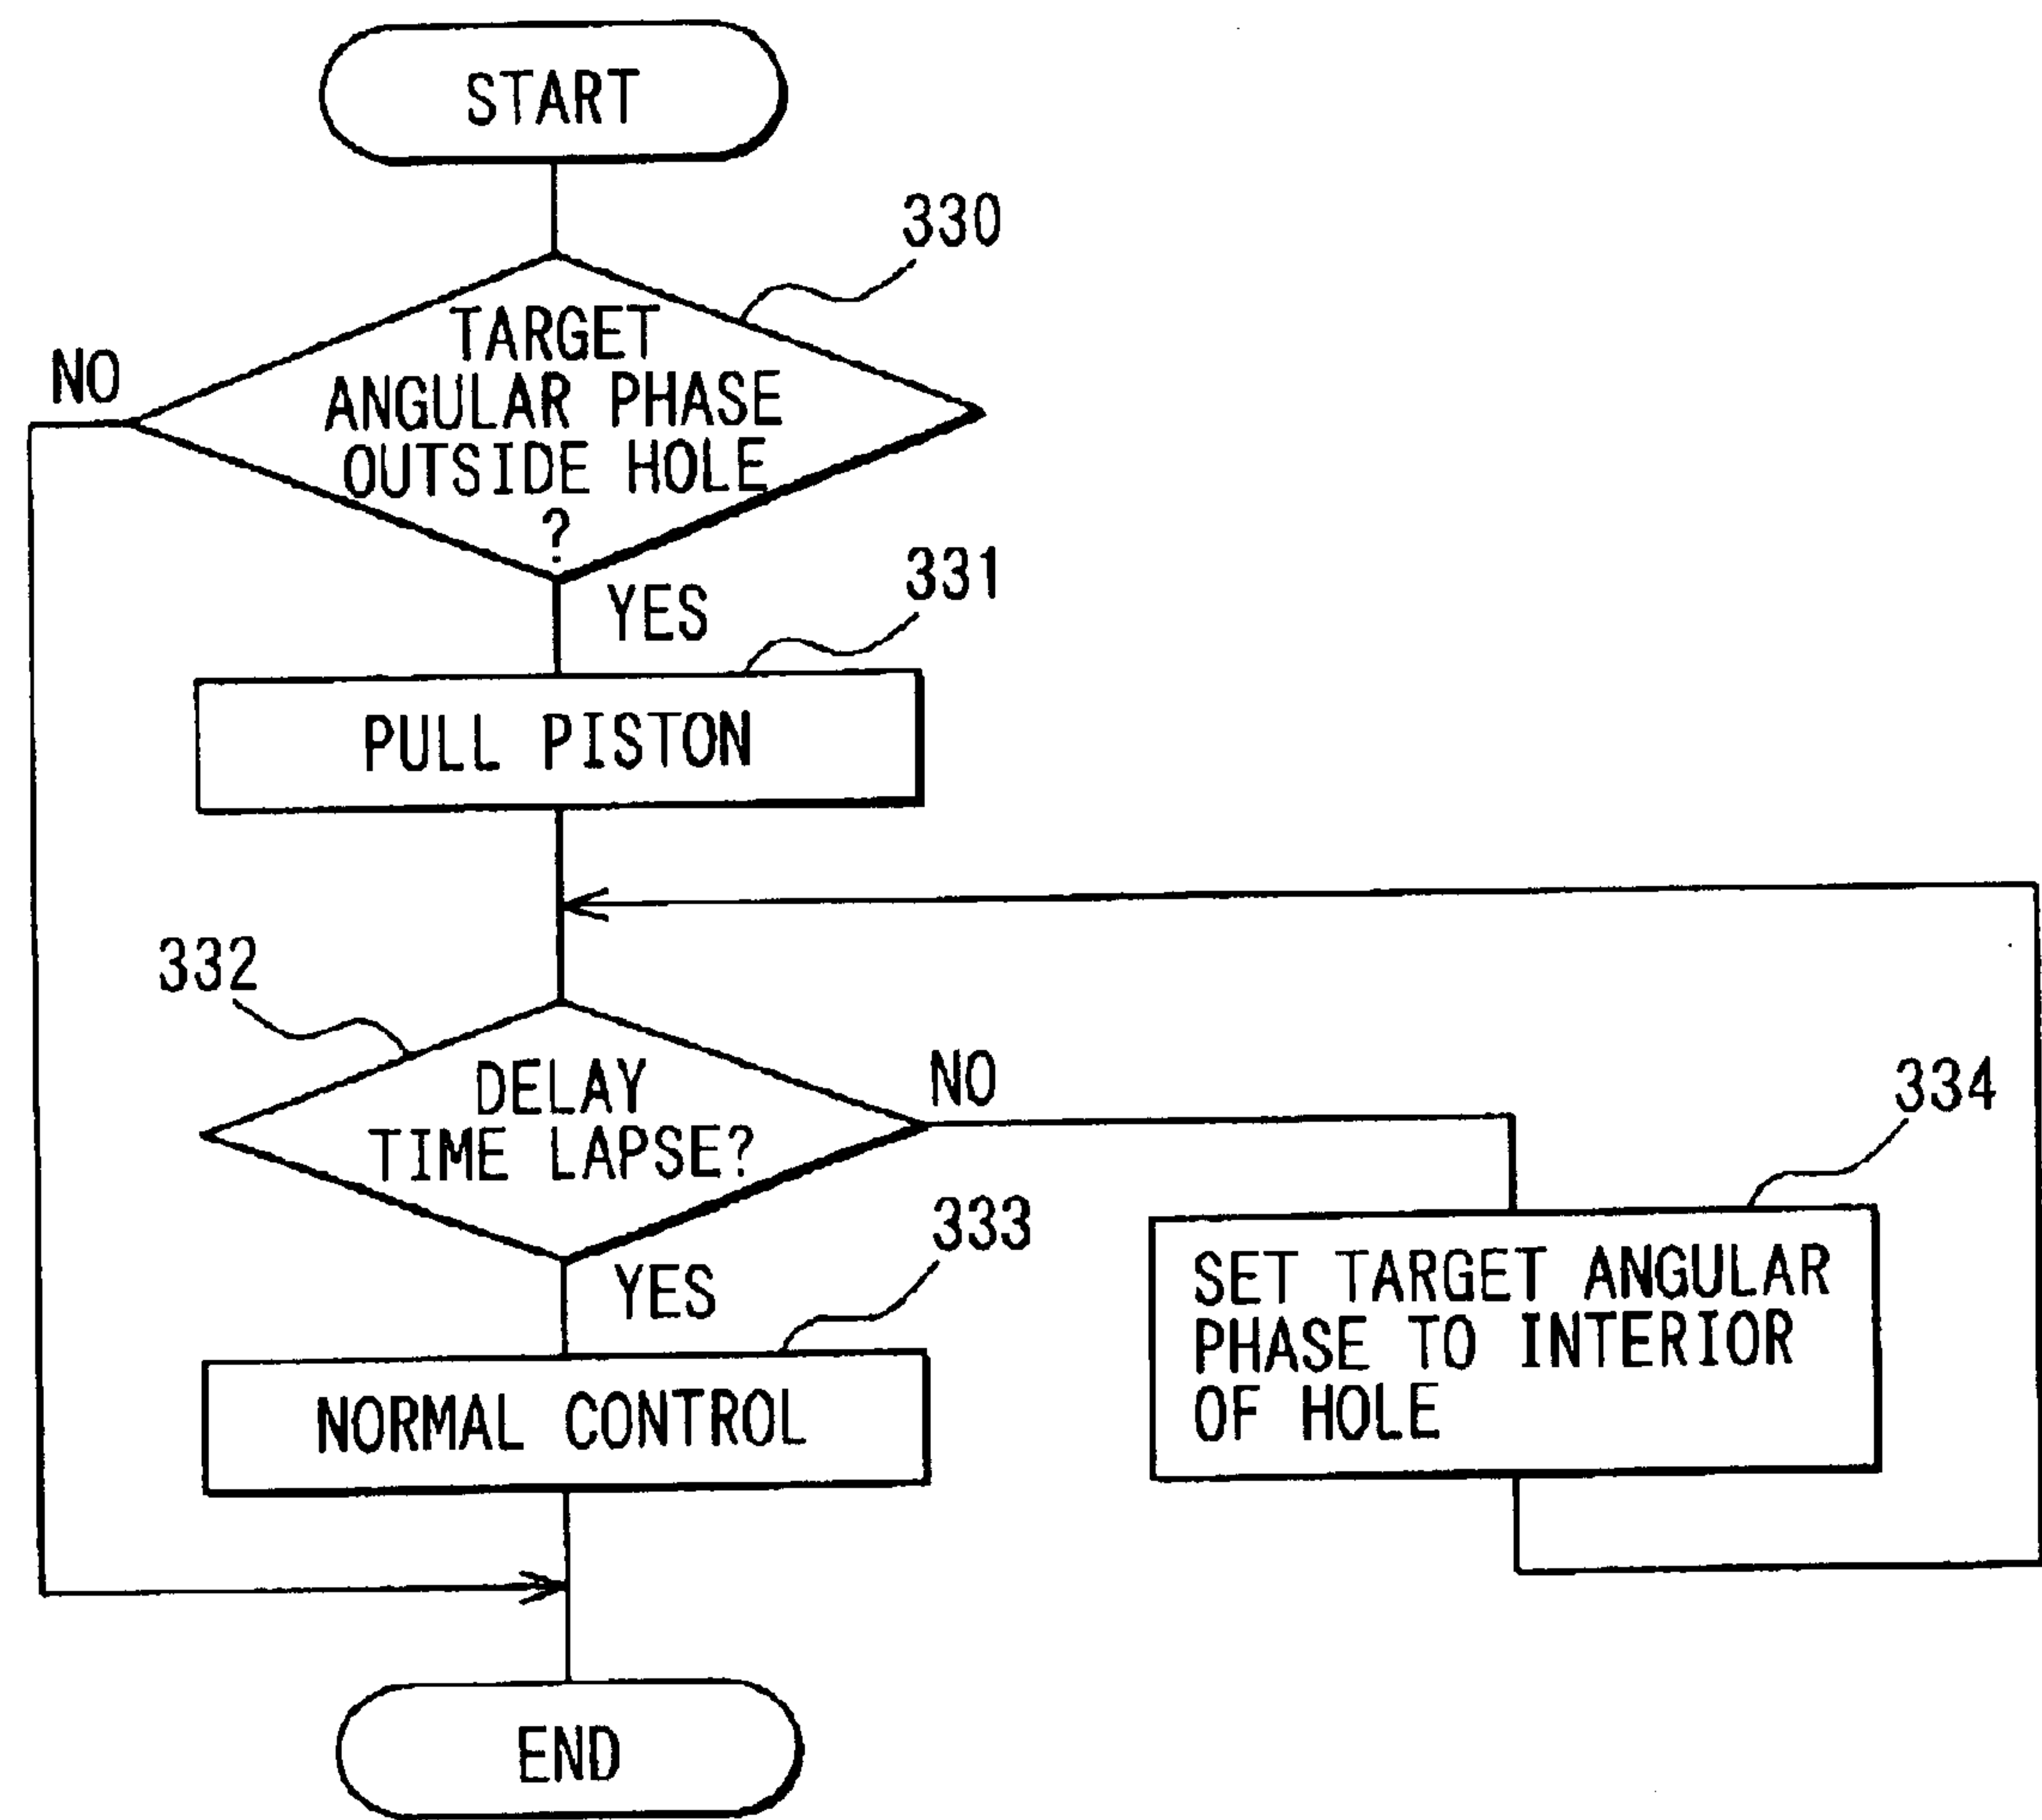 START
330
TARGET
ANGULAR PHASE
OUTSIDE HOLE
?
NO
YES
331
PULL PISTON
332
DELAY
TIME LAPSE?
NO
YES
333
NORMAL CONTROL
334
SET TARGET ANGULAR
PHASE TO INTERIOR
OF HOLE
END